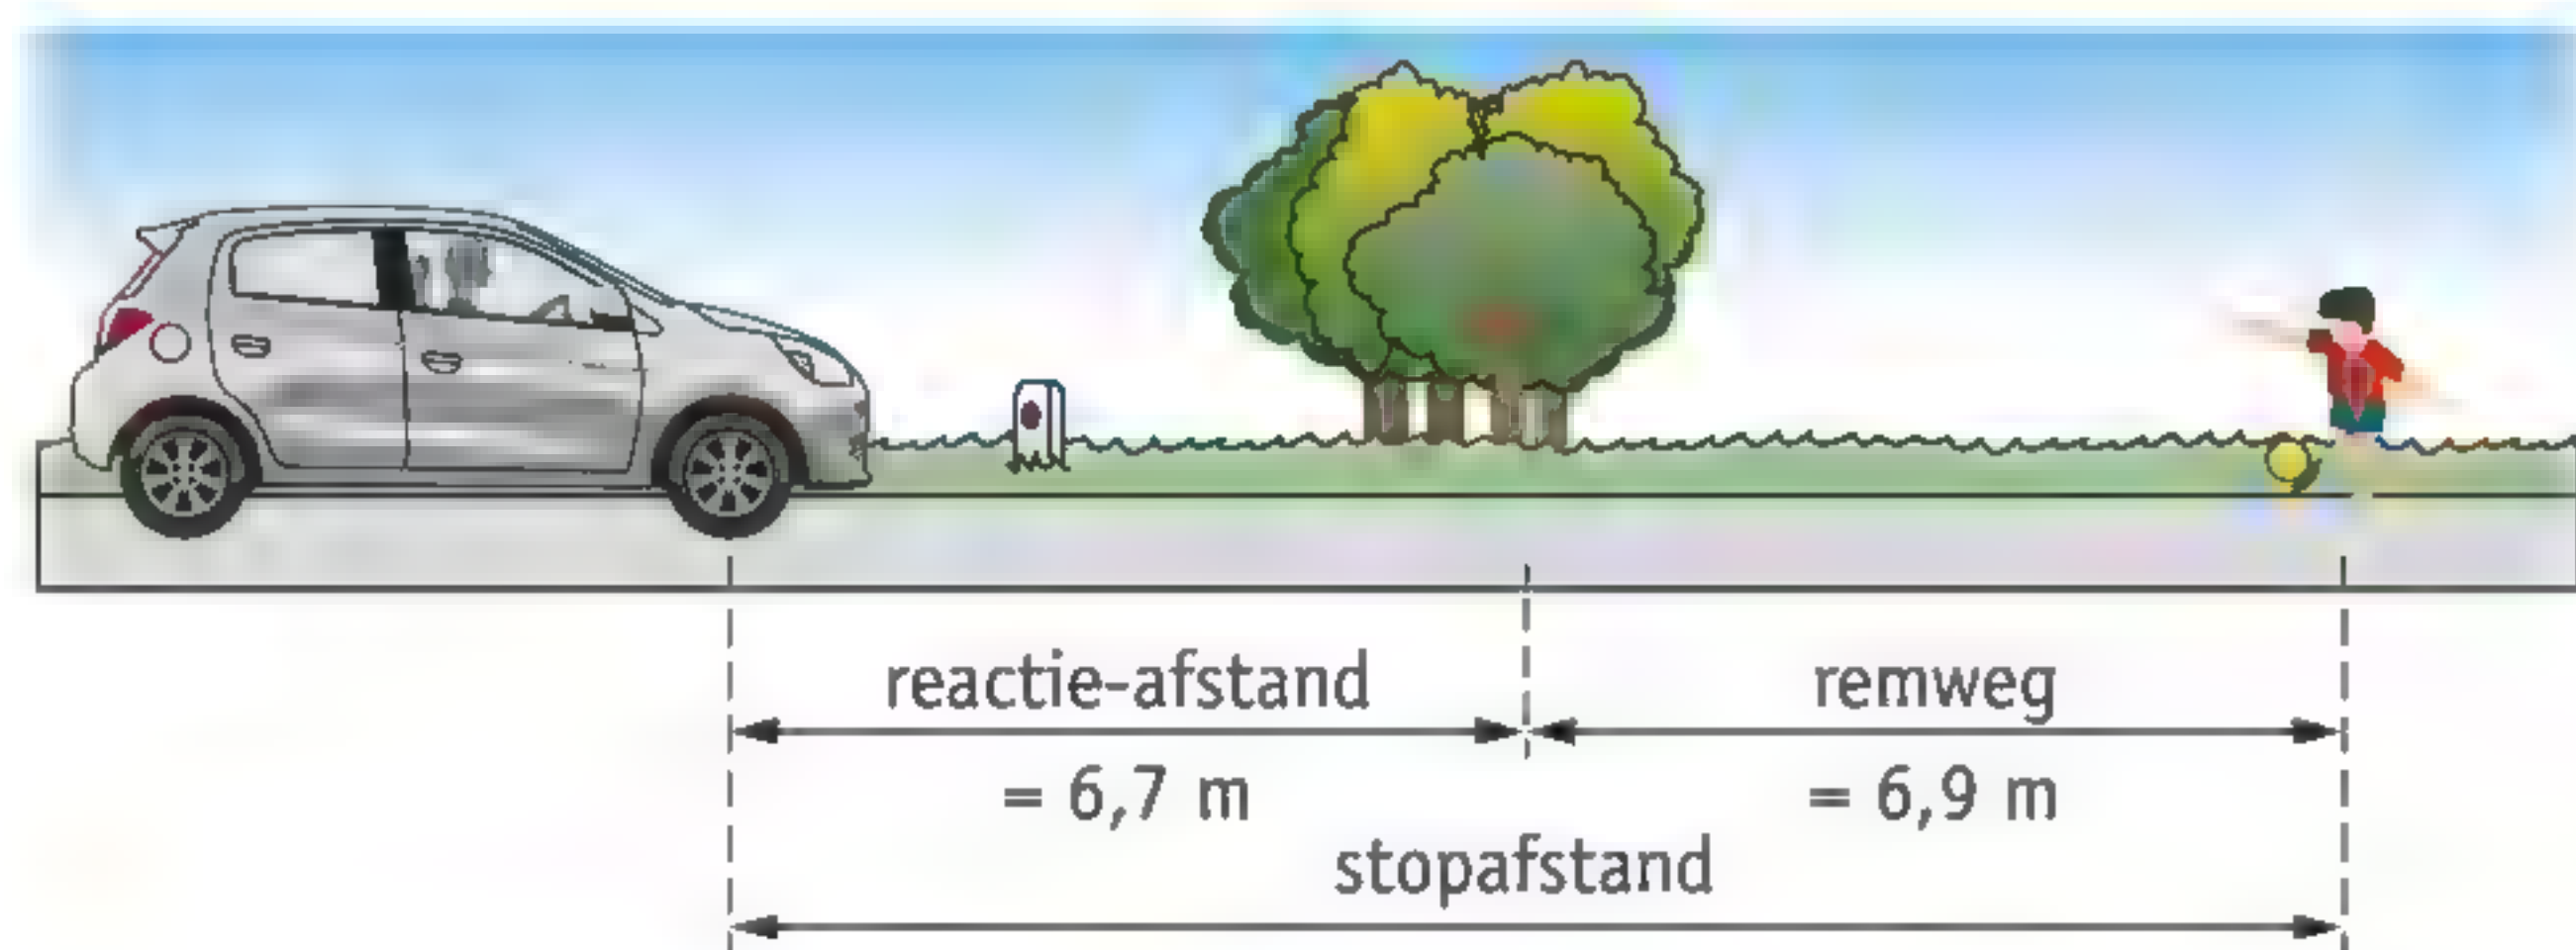 reactie-afstand
remweg
= 6,7 m
= 6,9 m
stopafstand